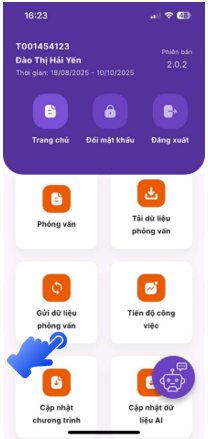 16:23
43
T001454123
Đào Thị Hải Yến
Thời gian: 18/08/2025 - 10/10/2025
Phiên bản
2.0.2
Trang chủ
Đổi mật khẩu
Đăng xuất
Phỏng vấn
Tải dữ liệu
phỏng vấn
Gửi dữ liệu
phỏng vấn
Tiến độ công
việc
Cập nhật
chương trình
Cập nhật dữ
liệu AI